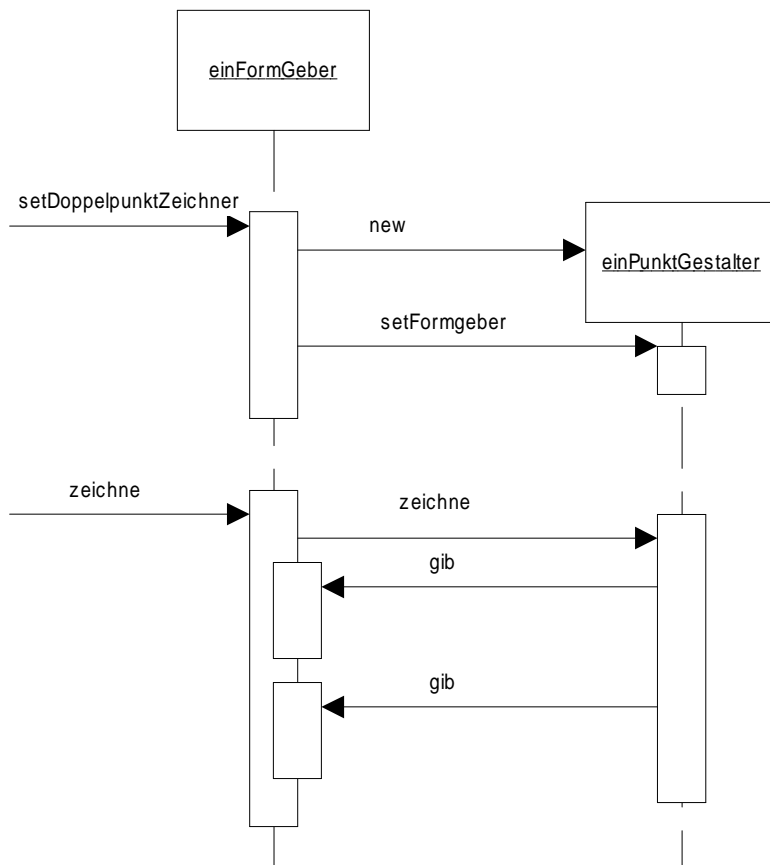 einFormGeber
setDoppelpunktZeichner
new
einPunktGestalter
setFormgeber
zeichne
zeichne
gib
gib